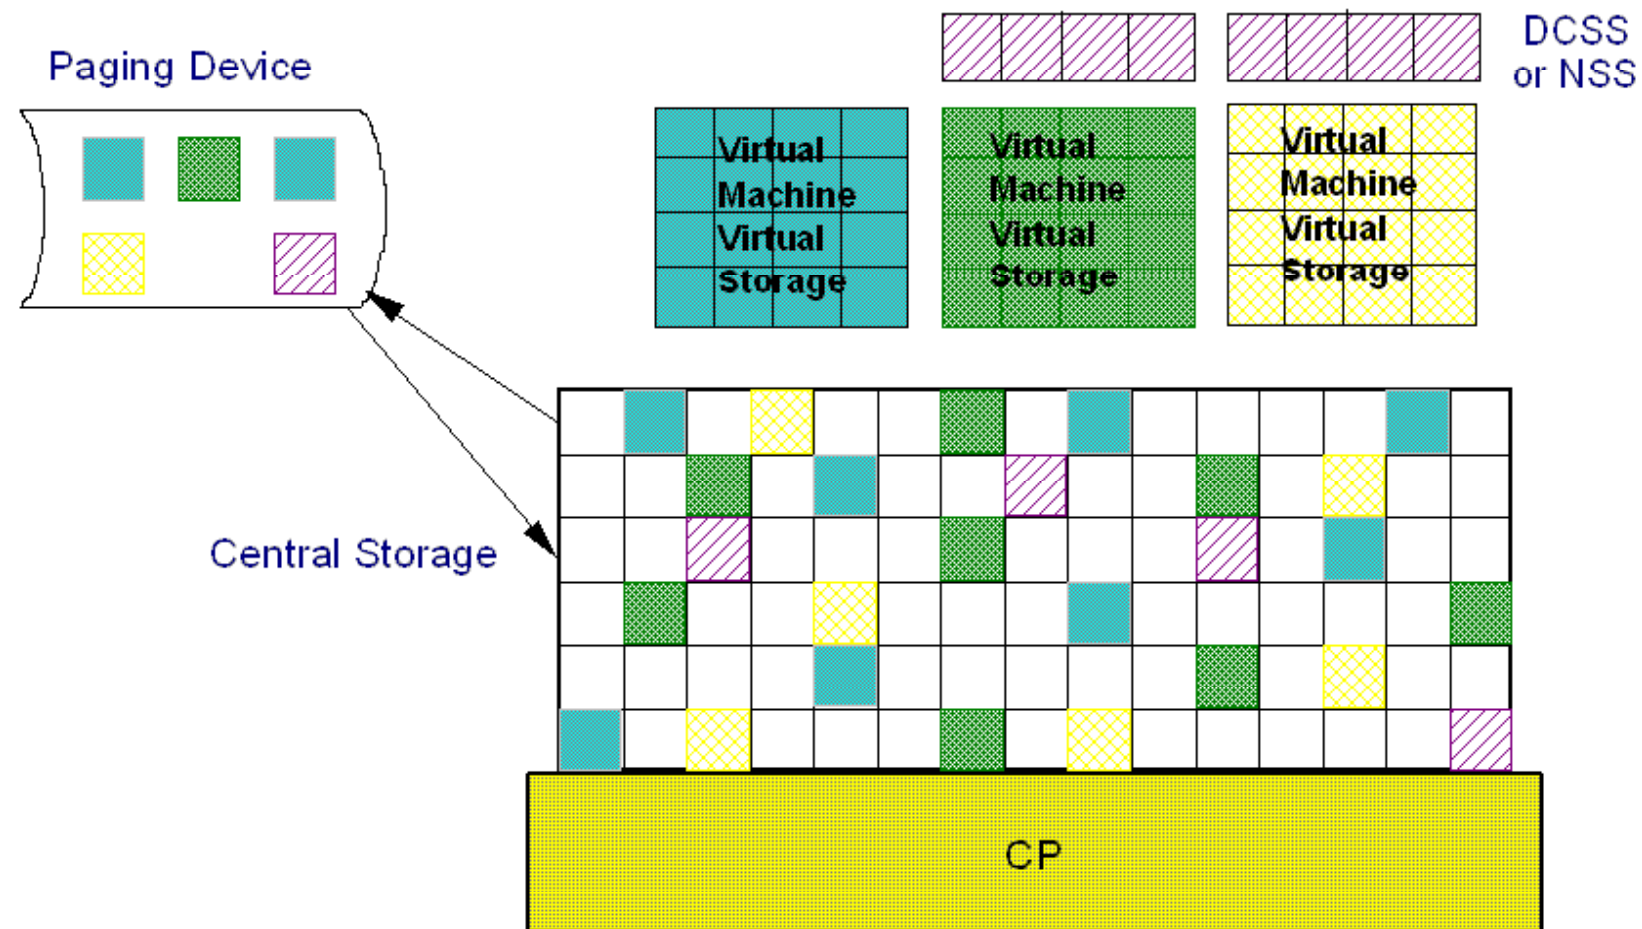 Paging Device
DCSS
or NSS
Virtual
Machine
Virtual
Storage
Virtual
Machine
Virtual
Storage
Virtual
Machine
Virtual
Storage
Central Storage
CP